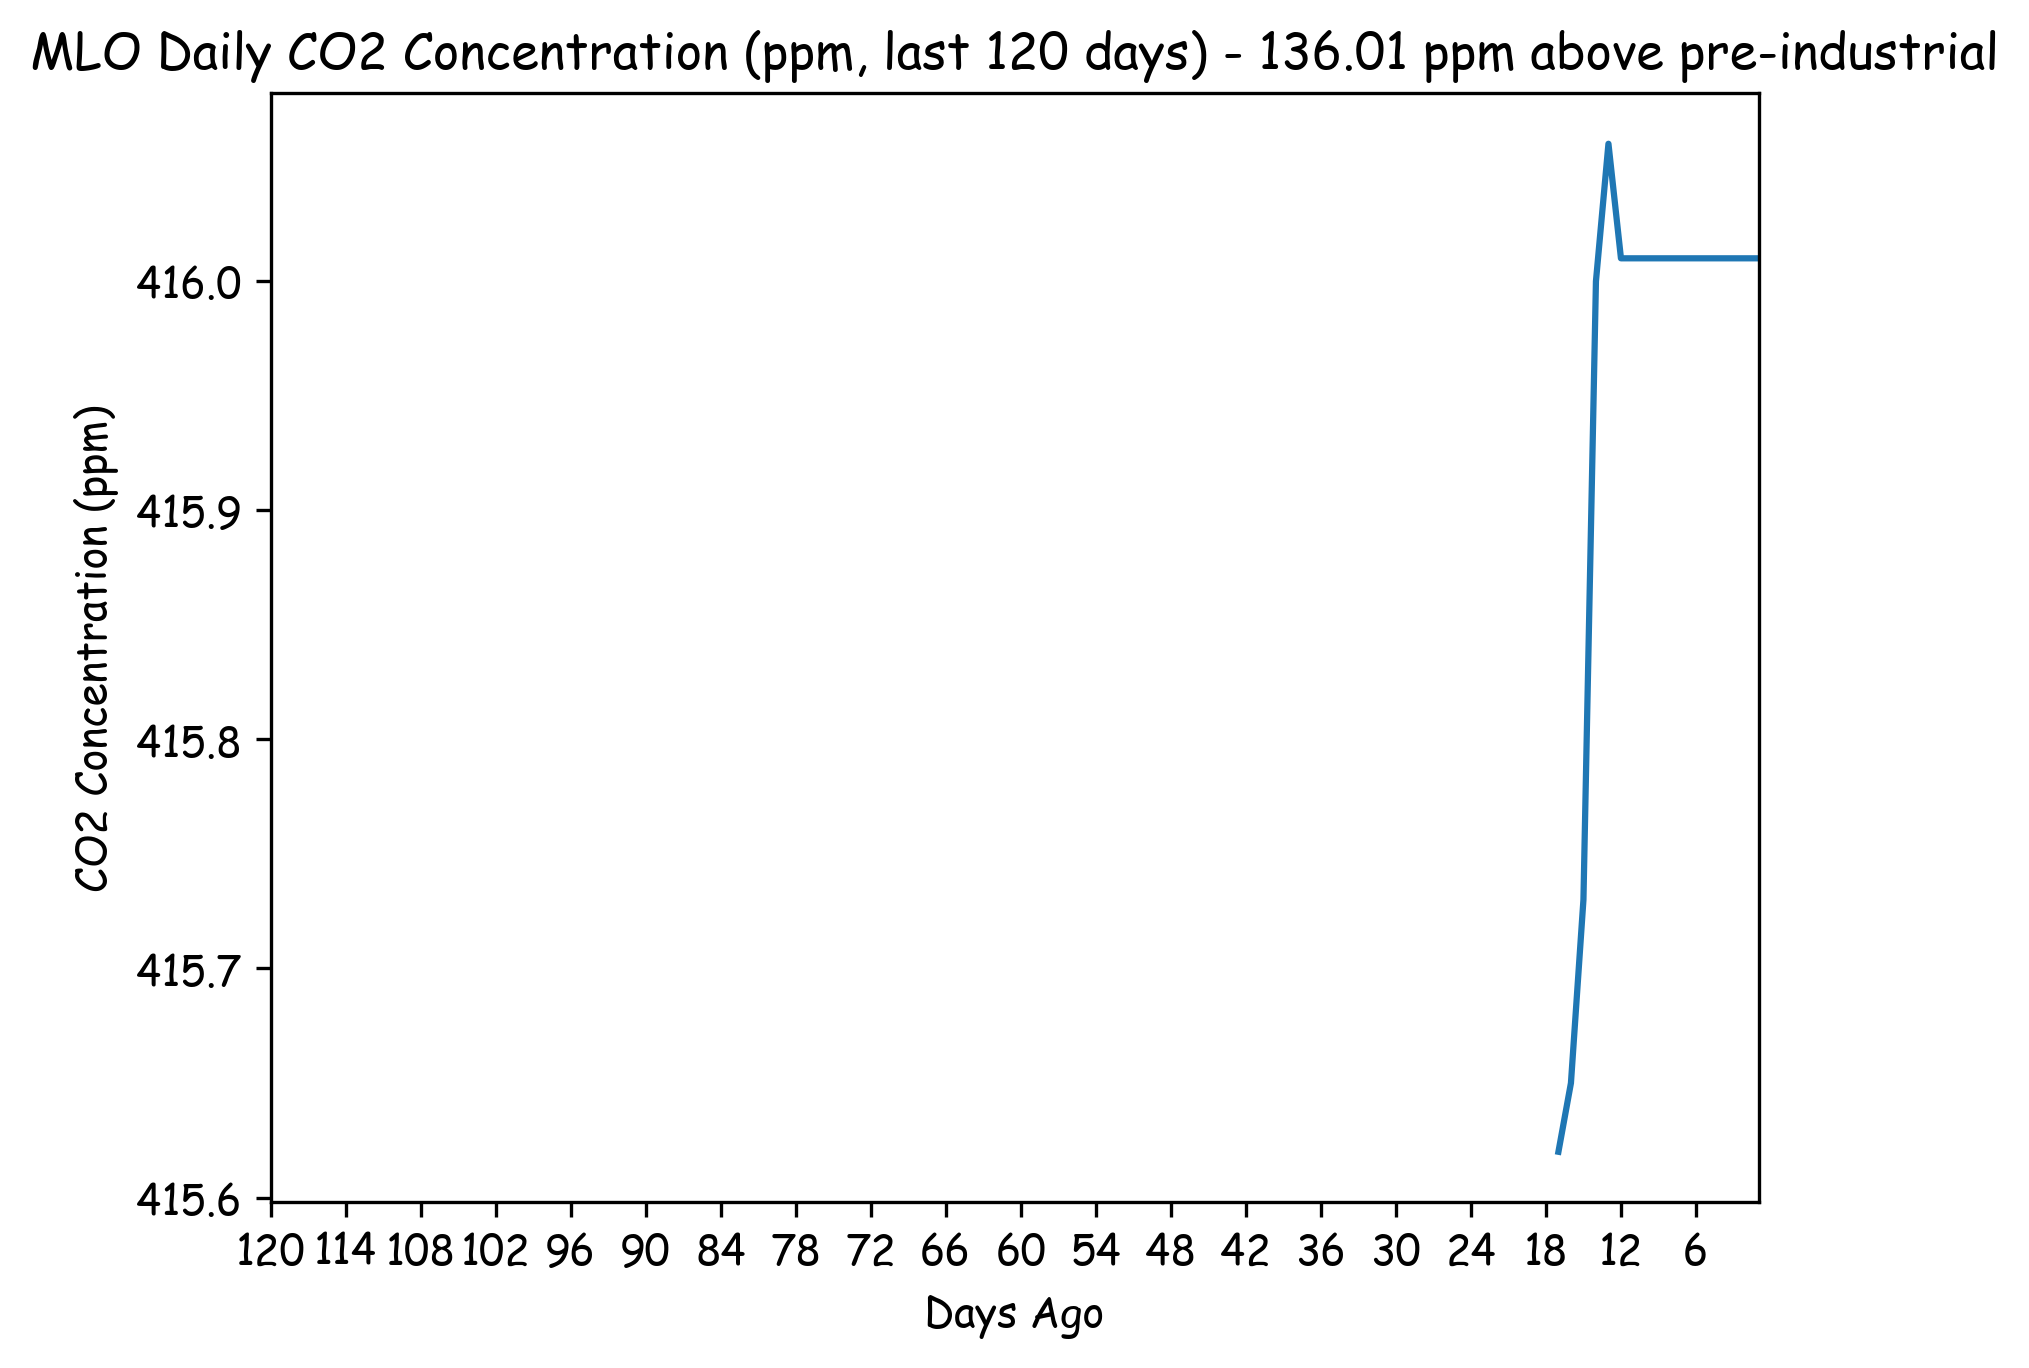 MLO Daily CO2 Concentration (ppm, last 120 days) - 136.01 ppm above pre-industrial
416.0
415.9
415.8
415.7
415.6
CO2 Concentration (ppm)
120 114 108 102 96 90 84 78 72 66 60 54 48 42 36 30 24 18 12 6
Days Ago